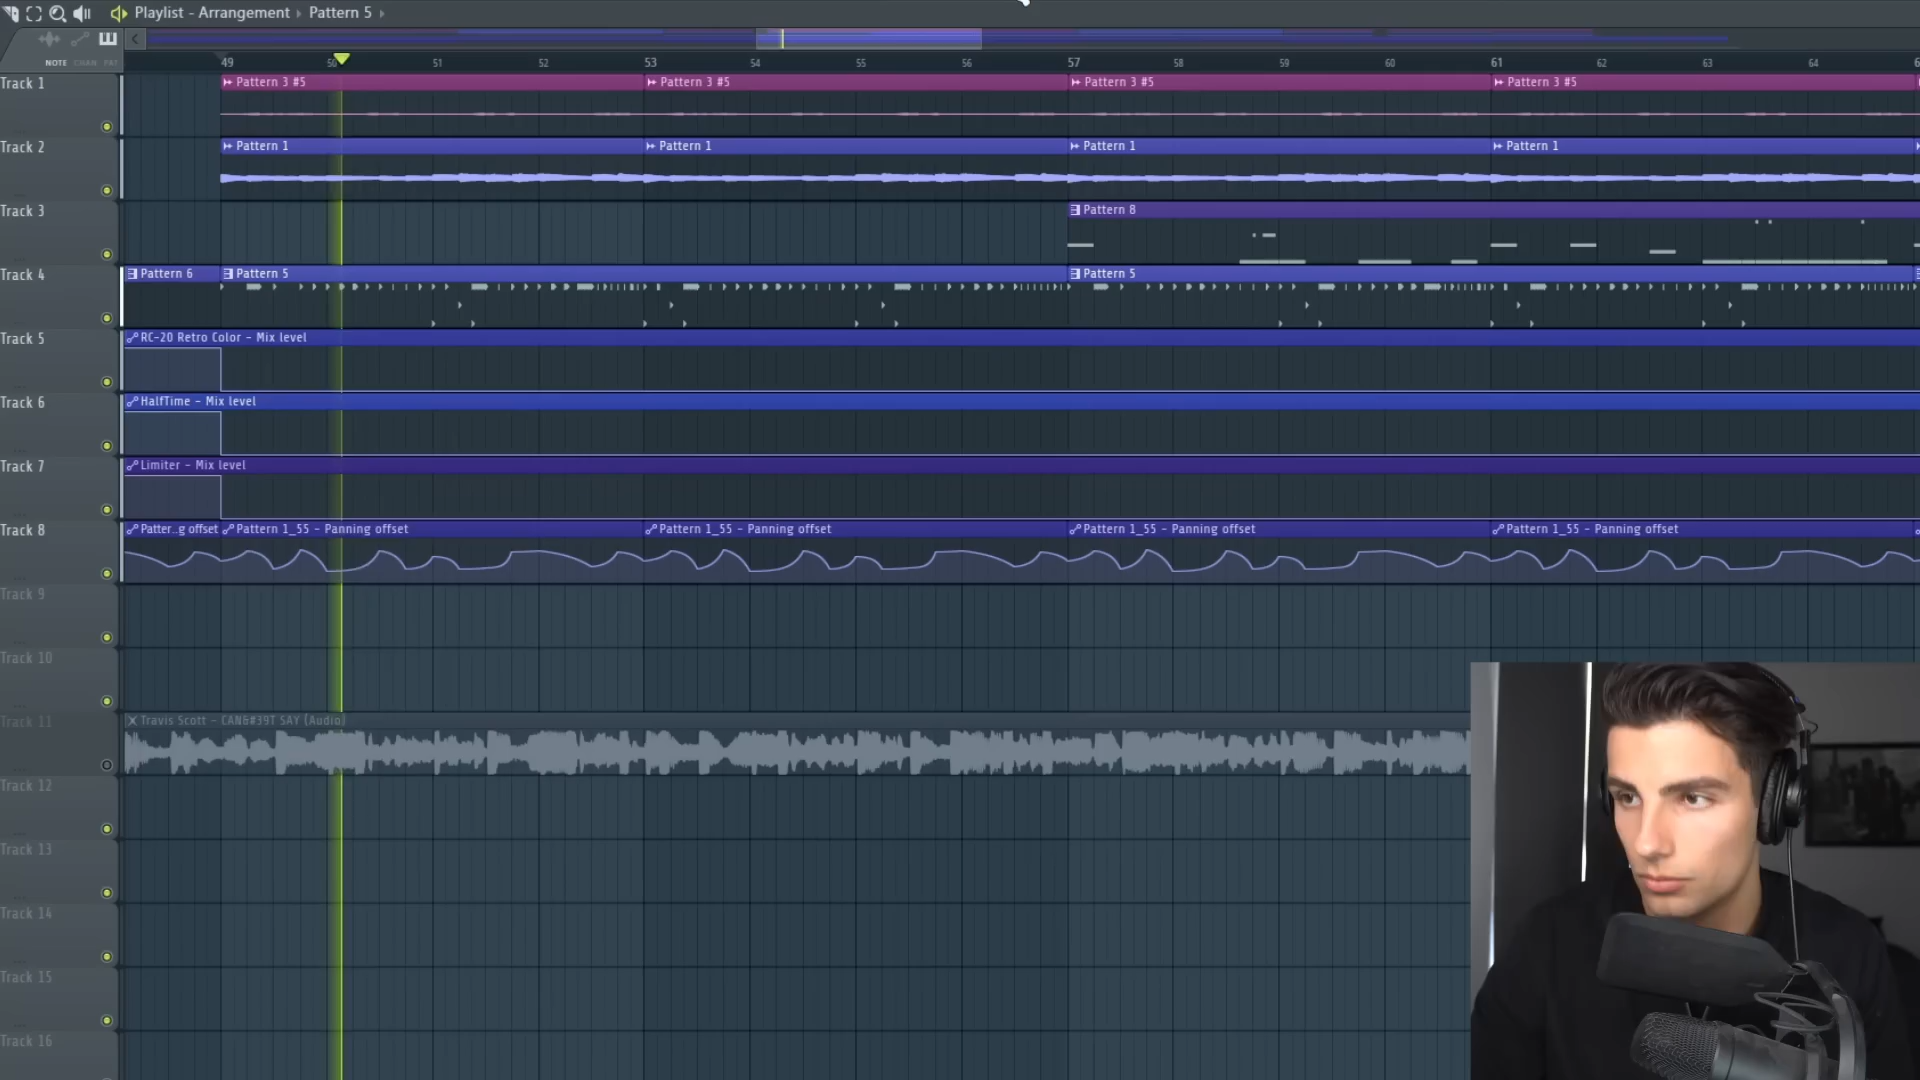 Playlist - Arrangement › Pattern 5 ›
NOTE CHAN PAT
49 50 51 52 53 54 55 56 57 58 59 60 61 62 63 64 6
Track 1
Pattern 3 #5 Pattern 3 #5 Pattern 3 #5 Pattern 3 #5
Track 2
Pattern 1 Pattern 1 Pattern 1 Pattern 1
Track 3
Pattern 8
Track 4
Pattern 6 Pattern 5 Pattern 5
Track 5
RC-20 Retro Color - Mix level
Track 6
HalfTime - Mix level
Track 7
Limiter - Mix level
Track 8
Patter..g offset Pattern 1_55 - Panning offset Pattern 1_55 - Panning offset Pattern 1_55 - Panning offset Pattern 1_55 - Panning offset
Track 9
Track 10
Track 11
Travis Scott - CAN&#39T SAY (Audio)
Track 12
Track 13
Track 14
Track 15
Track 16